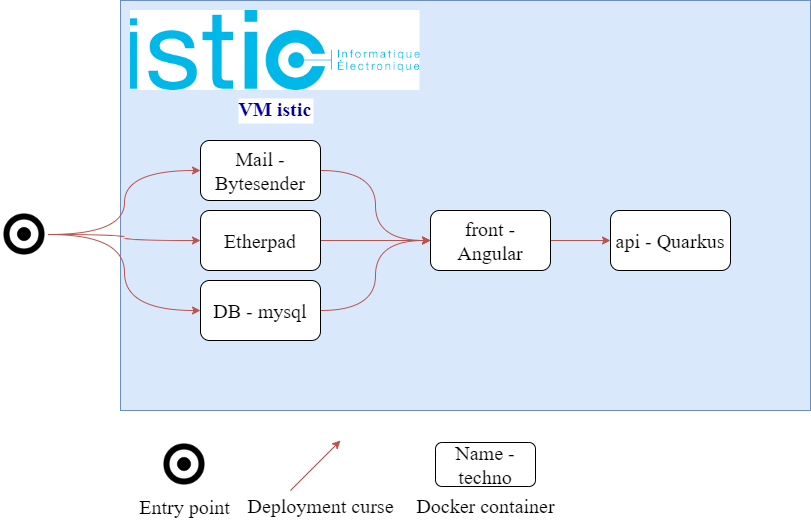 istic
Informatique
Électronique
VM istic
Mail -
Bytesender
Etherpad
DB - mysql
front -
Angular
api - Quarkus
Name -
techno
Entry point
Deployment curse
Docker container